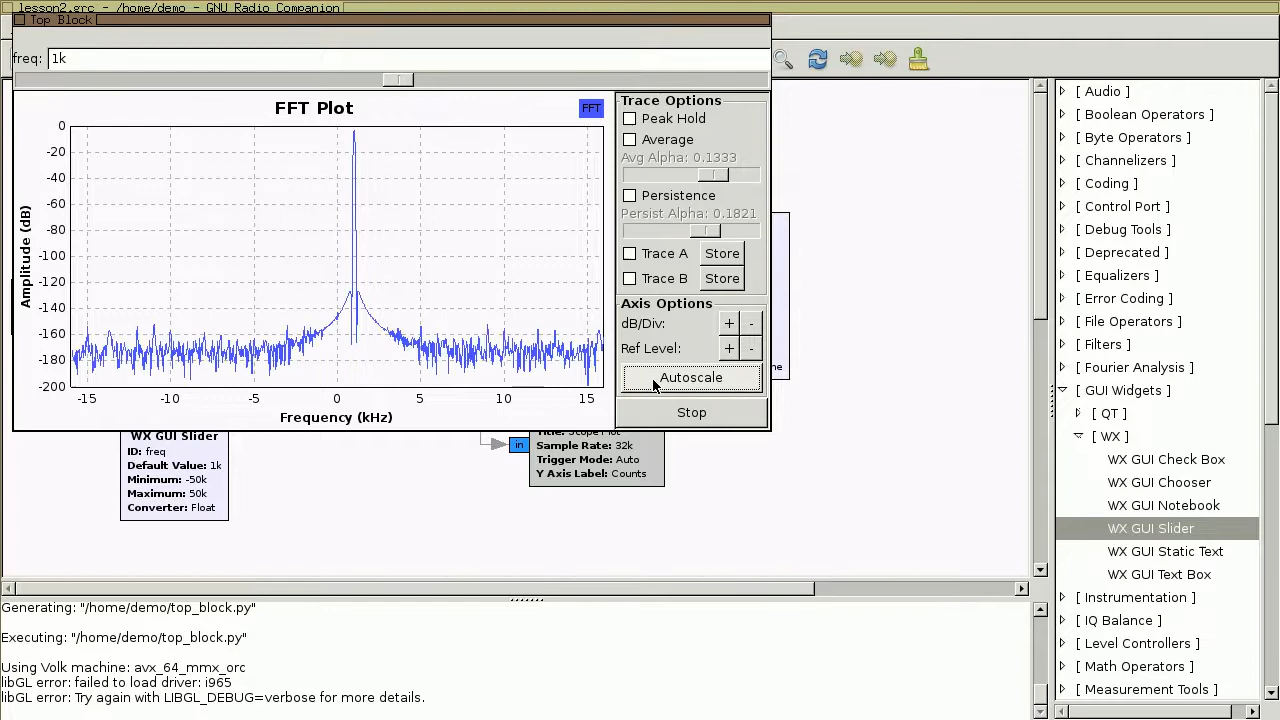 lesson2.grc - /home/demo - GNU Radio Companion
Top Block
freq: 1k
FFT Plot
FFT
0
-20
-40
-60
-80
-100
-120
-140
-160
-180
-200
Amplitude (dB)
-15 -10 -5 0 5 10 15
Frequency (kHz)
Trace Options
Peak Hold
Average
Avg Alpha: 0.1333
Persistence
Persist Alpha: 0.1821
Trace A Store
Trace B Store
Axis Options
dB/Div: + -
Ref Level: + -
Autoscale
Stop
WX GUI Slider
ID: freq
Default Value: 1k
Minimum: -50k
Maximum: 50k
Converter: Float
in
Title: Scope Plot
Sample Rate: 32k
Trigger Mode: Auto
Y Axis Label: Counts
me
[ Audio ]
[ Boolean Operators ]
[ Byte Operators ]
[ Channelizers ]
[ Coding ]
[ Control Port ]
[ Debug Tools ]
[ Deprecated ]
[ Equalizers ]
[ Error Coding ]
[ File Operators ]
[ Filters ]
[ Fourier Analysis ]
[ GUI Widgets ]
[ QT ]
[ WX ]
WX GUI Check Box
WX GUI Chooser
WX GUI Notebook
WX GUI Slider
WX GUI Static Text
WX GUI Text Box
[ Instrumentation ]
[ IQ Balance ]
[ Level Controllers ]
[ Math Operators ]
[ Measurement Tools ]
Generating: "/home/demo/top_block.py"
Executing: "/home/demo/top_block.py"
Using Volk machine: avx_64_mmx_orc
libGL error: failed to load driver: i965
libGL error: Try again with LIBGL_DEBUG=verbose for more details.